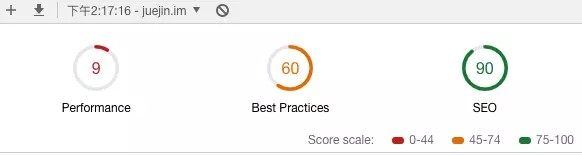 下午2:17:16 - juejin.im ▼
9 60 90
Performance Best Practices SEO
Score scale: 0-44 45-74 75-100